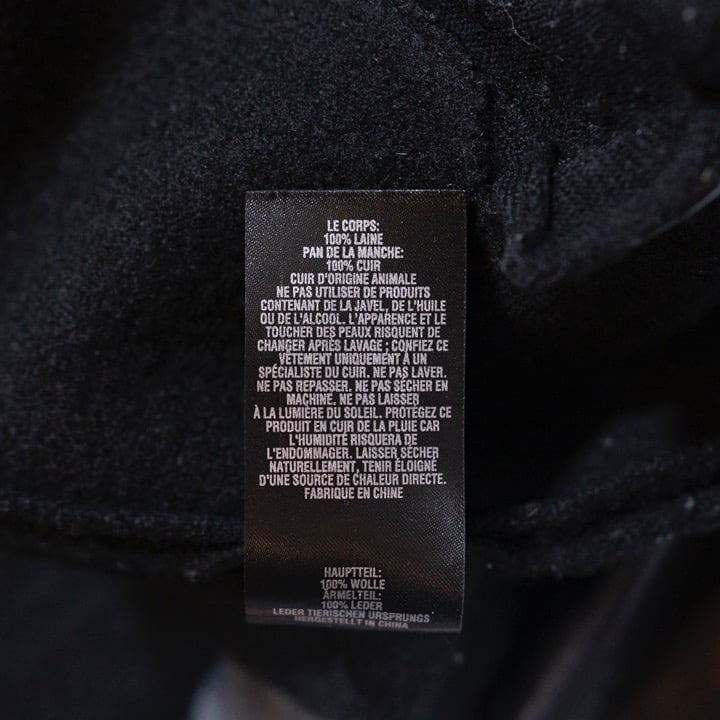 LE CORPS:
100% LAINE
PAN DE LA MANCHE:
100% CUIR
CUIR D'ORIGINE ANIMALE
NE PAS UTILISER DE PRODUITS
CONTENANT DE LA JAVEL, DE L'HUILE
OU DE L'ALCOOL. L'APPARENCE ET LE
TOUCHER DES PEAUX RISQUENT DE
CHANGER APRÈS LAVAGE ; CONFIEZ CE
VÊTEMENT UNIQUEMENT À UN
SPÉCIALISTE DU CUIR. NE PAS LAVER.
NE PAS REPASSER. NE PAS SÉCHER EN
MACHINE. NE PAS LAISSER
À LA LUMIÈRE DU SOLEIL. PROTÉGEZ CE
PRODUIT EN CUIR DE LA PLUIE CAR
L'HUMIDITÉ RISQUERA DE
L'ENDOMMAGER. LAISSER SÉCHER
NATURELLEMENT, TENIR ÉLOIGNÉ
D'UNE SOURCE DE CHALEUR DIRECTE.
FABRIQUE EN CHINE
HAUPTTEIL:
100% WOLLE
ÄRMELTEIL:
100% LEDER
LEDER TIERISCHEN URSPRUNGS
HERGESTELLT IN CHINA